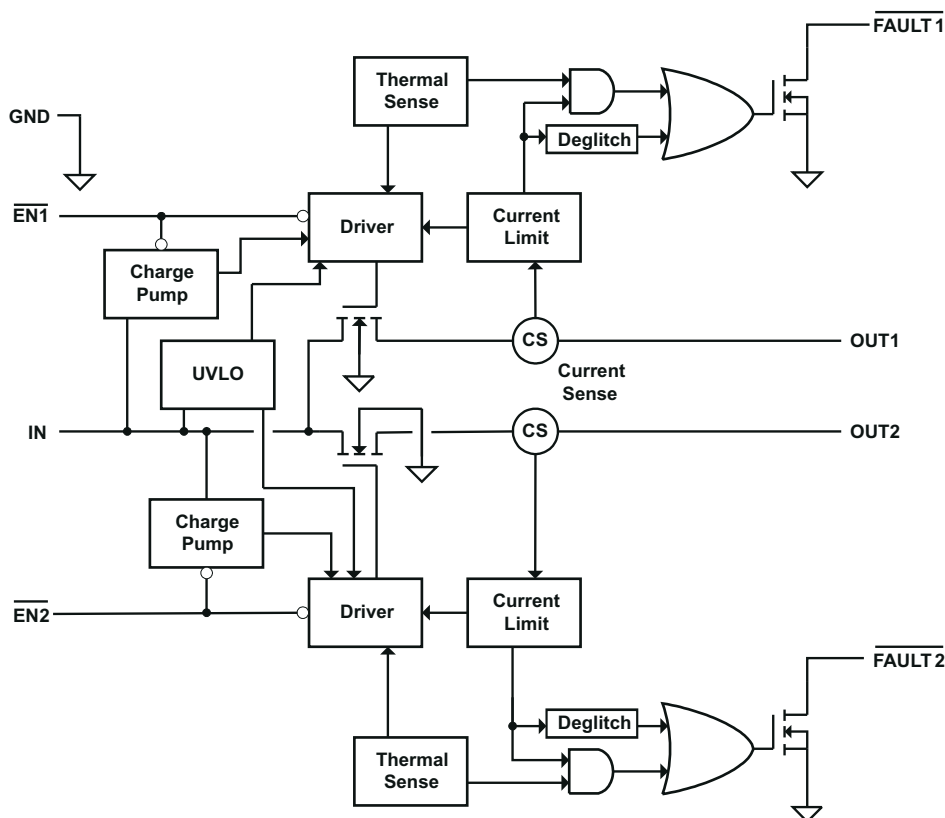 FAULT1
Thermal
Sense
GND
Deglitch
EN1
Driver
Current
Limit
Charge
Pump
CS
OUT1
UVLO
Current
Sense
IN
CS
OUT2
Charge
Pump
EN2
Driver
Current
Limit
FAULT2
Deglitch
Thermal
Sense